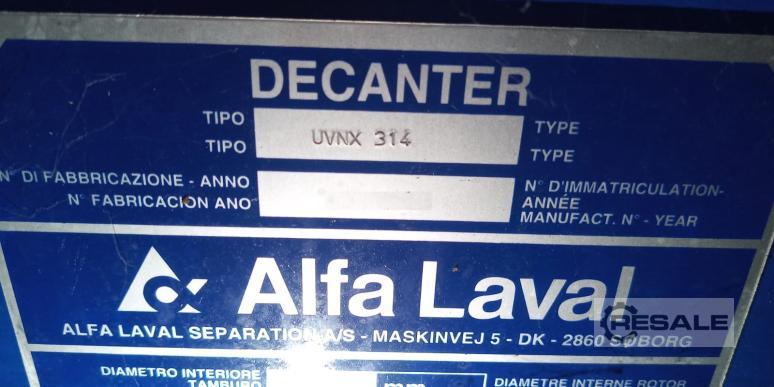 DECANTER
TIPO UVNX 314 TYPE
TIPO TYPE
N° DI FABBRICAZIONE - ANNO N° D'IMMATRICULATION-
N° FABRICACION ANO ANNÉE
MANUFACT. N° - YEAR
Alfa Laval
ALFA LAVAL SEPARATION A/S - MASKINVEJ 5 - DK - 2860 SØBORG
RESALE
DIAMETRO INTERIORE mm DIAMETRE INTERNE ROTOR
TAMBURO